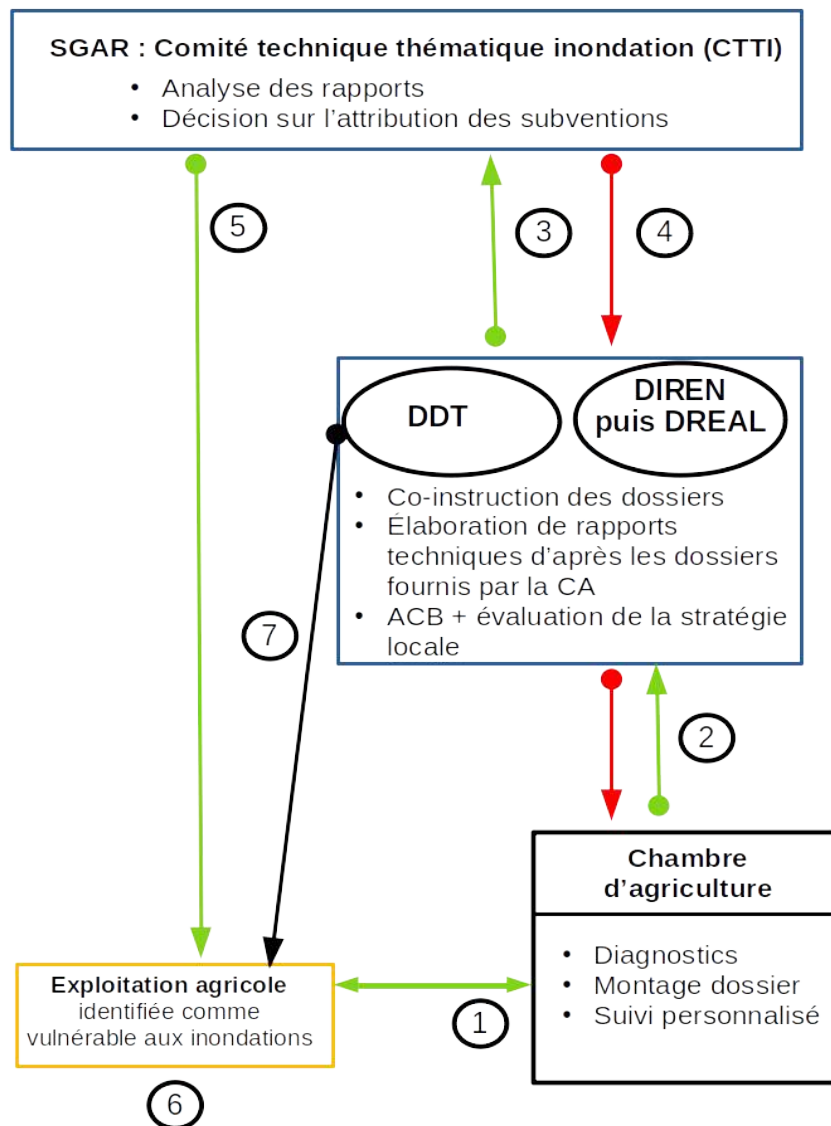 SGAR : Comité technique thématique inondation (CTTI)
• Analyse des rapports
• Décision sur l’attribution des subventions
5
3
4
DDT
DIREN
puis DREAL
• Co-instruction des dossiers
• Élaboration de rapports
techniques d’après les dossiers
fournis par la CA
• ACB + évaluation de la stratégie
locale
7
2
Chambre
d’agriculture
• Diagnostics
• Montage dossier
• Suivi personnalisé
Exploitation agricole
identifiée comme
vulnérable aux inondations
1
6